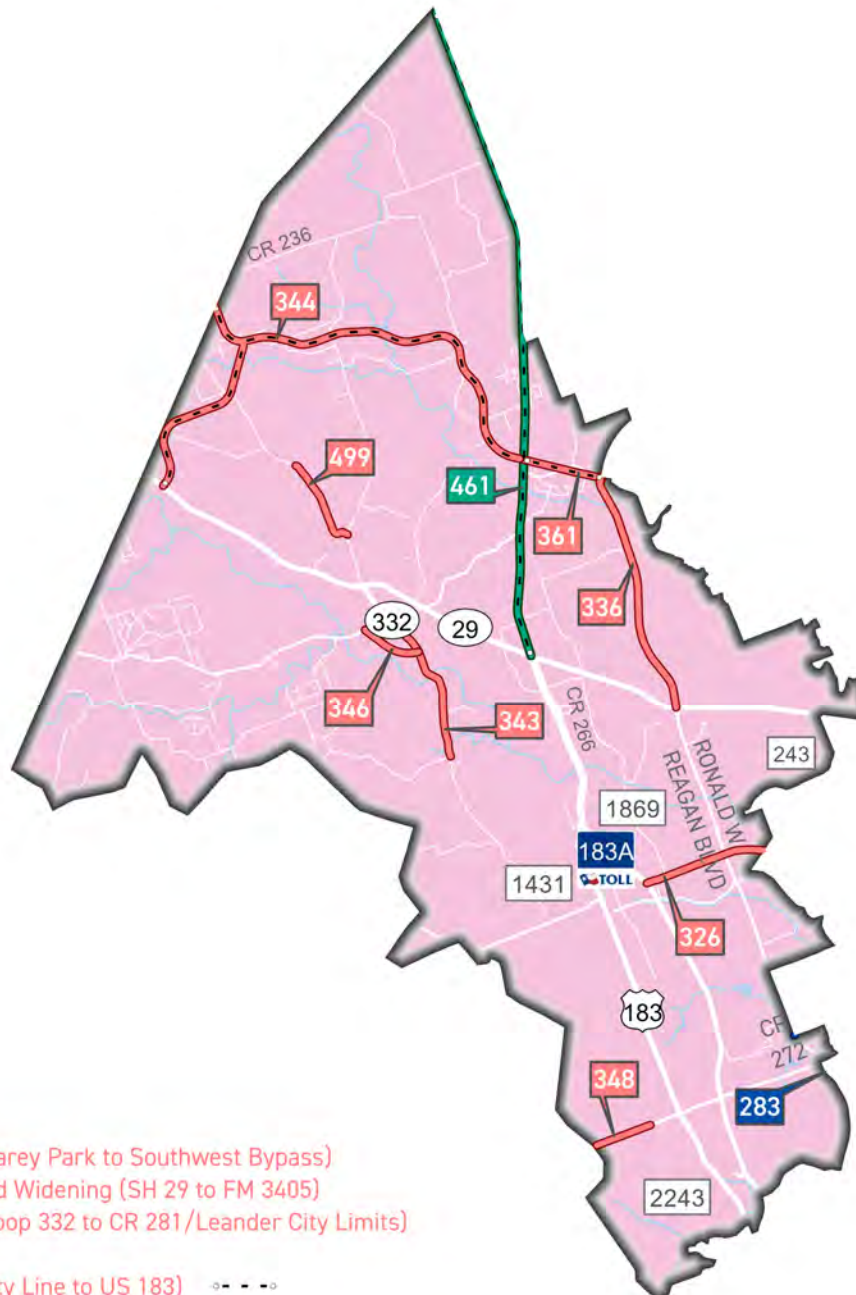 CR 236
344
499
461
361
336
332
29
346
343
CR 266
243
RONALD W
REAGAN BLVD
1869
183A
TOLL
1431
326
183
CR
272
348
283
2243
arey Park to Southwest Bypass)
d Widening (SH 29 to FM 3405)
oop 332 to CR 281/Leander City Limits)
ty Line to US 183)